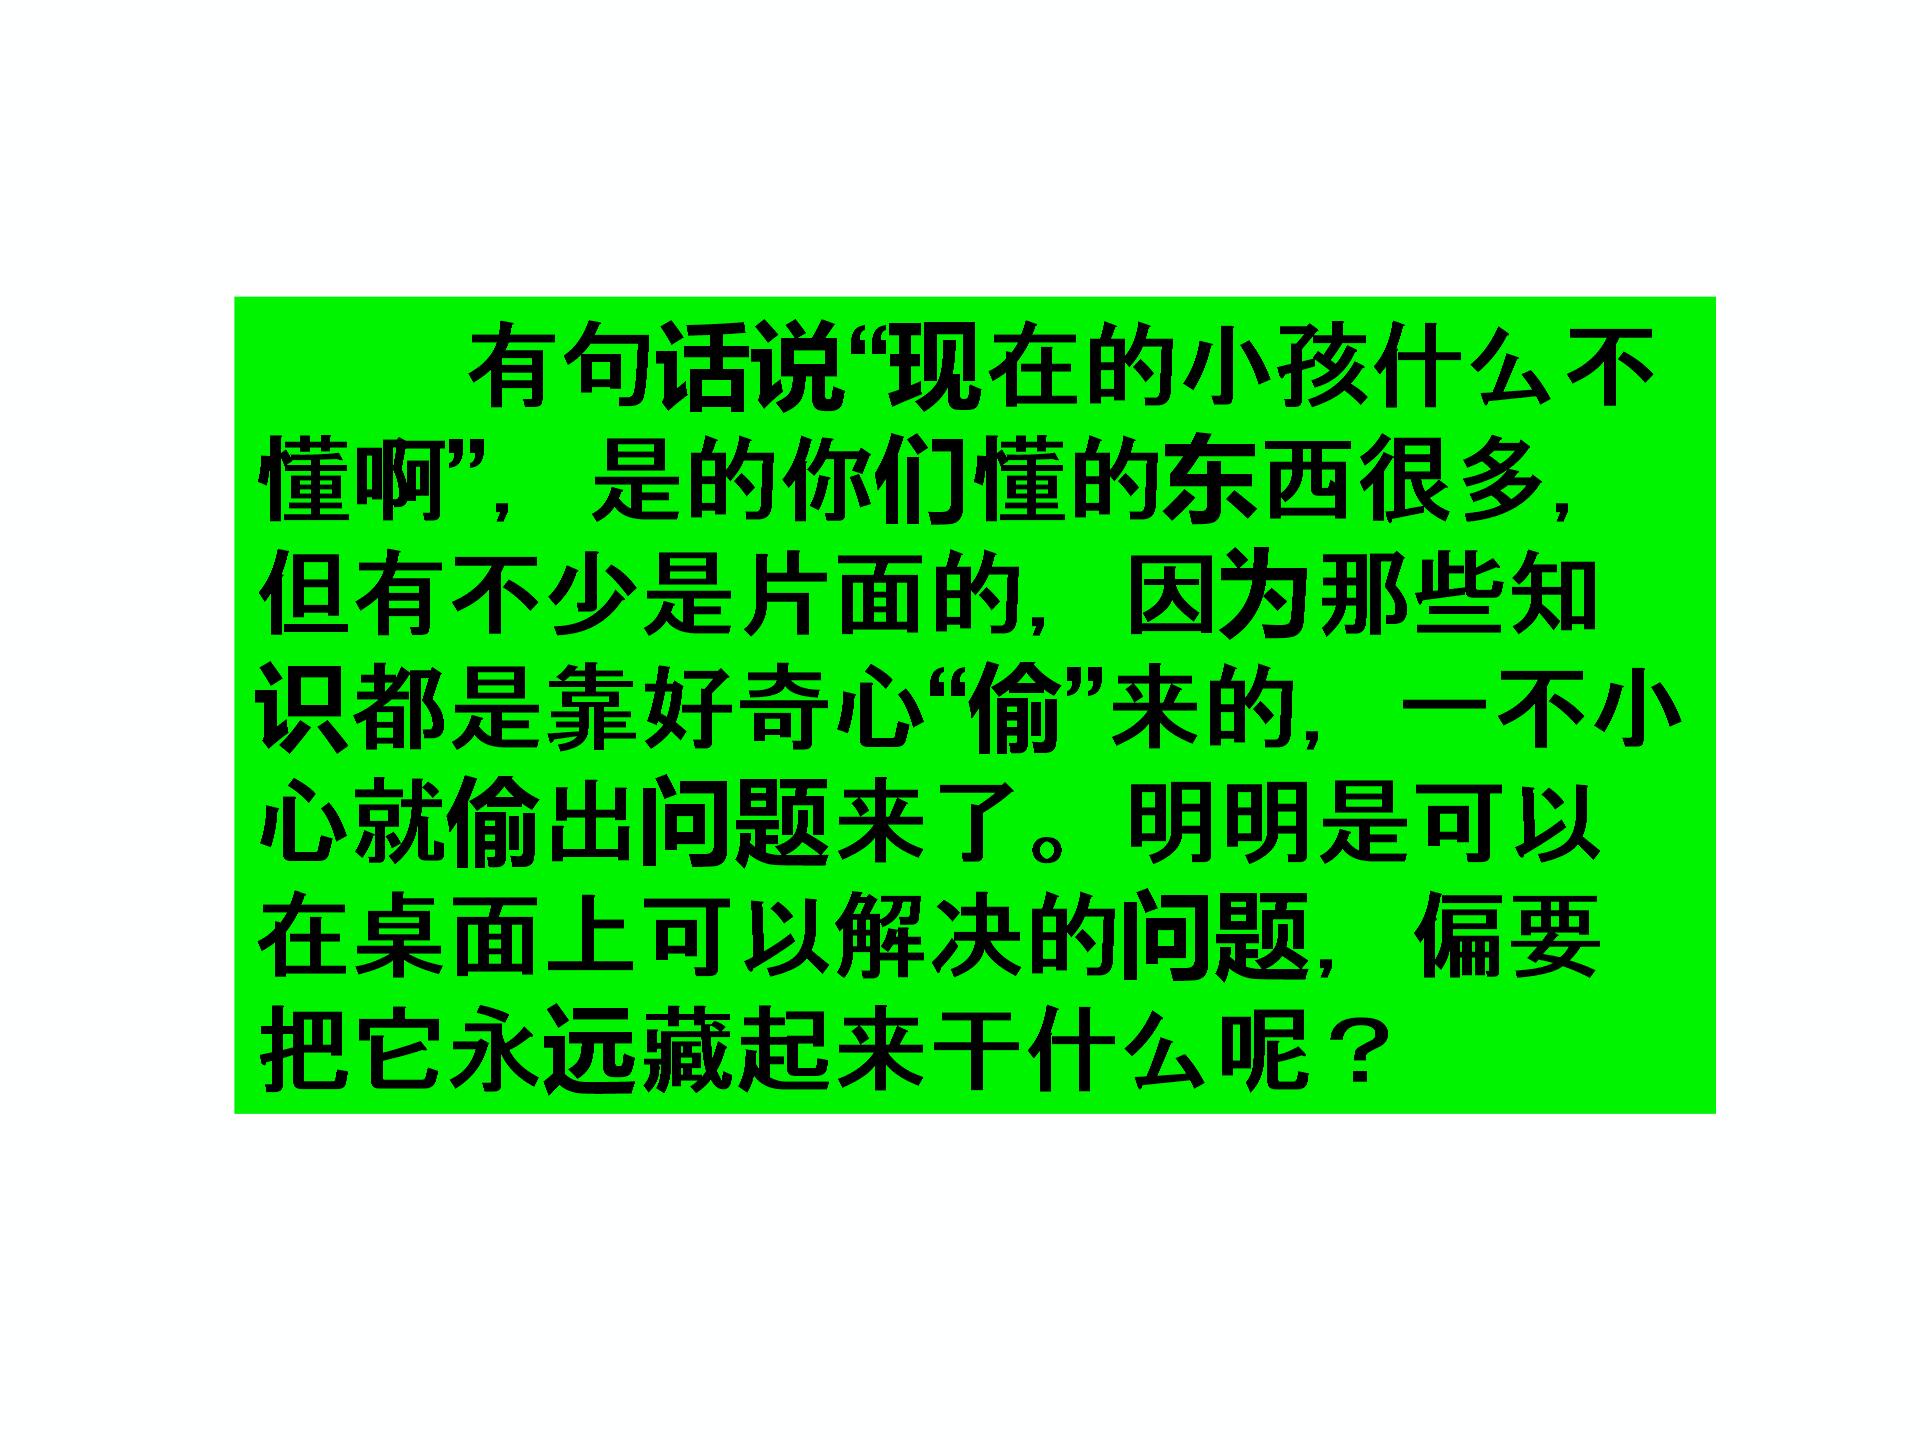 有句话说“现在的小孩什么不
懂啊”，是的你们懂的东西很多，
但有不少是片面的，因为那些知
识都是靠好奇心“偷”来的，一不小
心就偷出问题来了。明明是可以
在桌面上可以解决的问题，偏要
把它永远藏起来干什么呢？